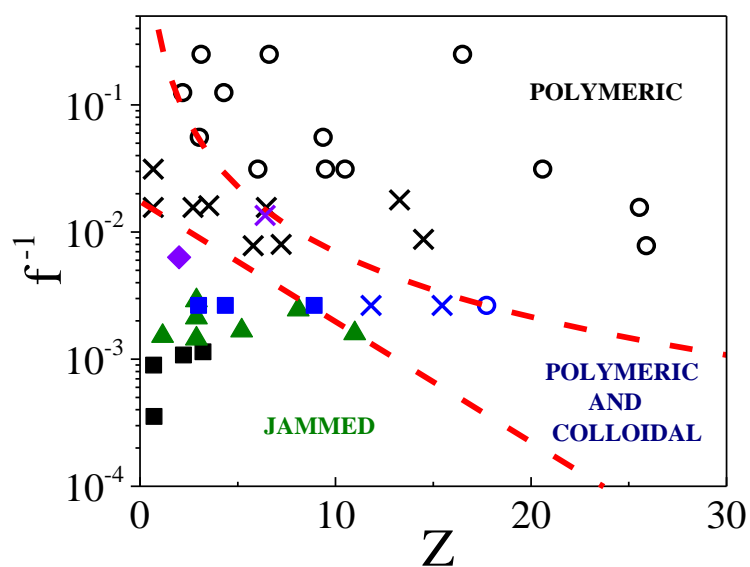 10⁻¹
POLYMERIC
10⁻²
f⁻¹
10⁻³
POLYMERIC
AND
COLLOIDAL
JAMMED
10⁻⁴
0 10 20 30
Z